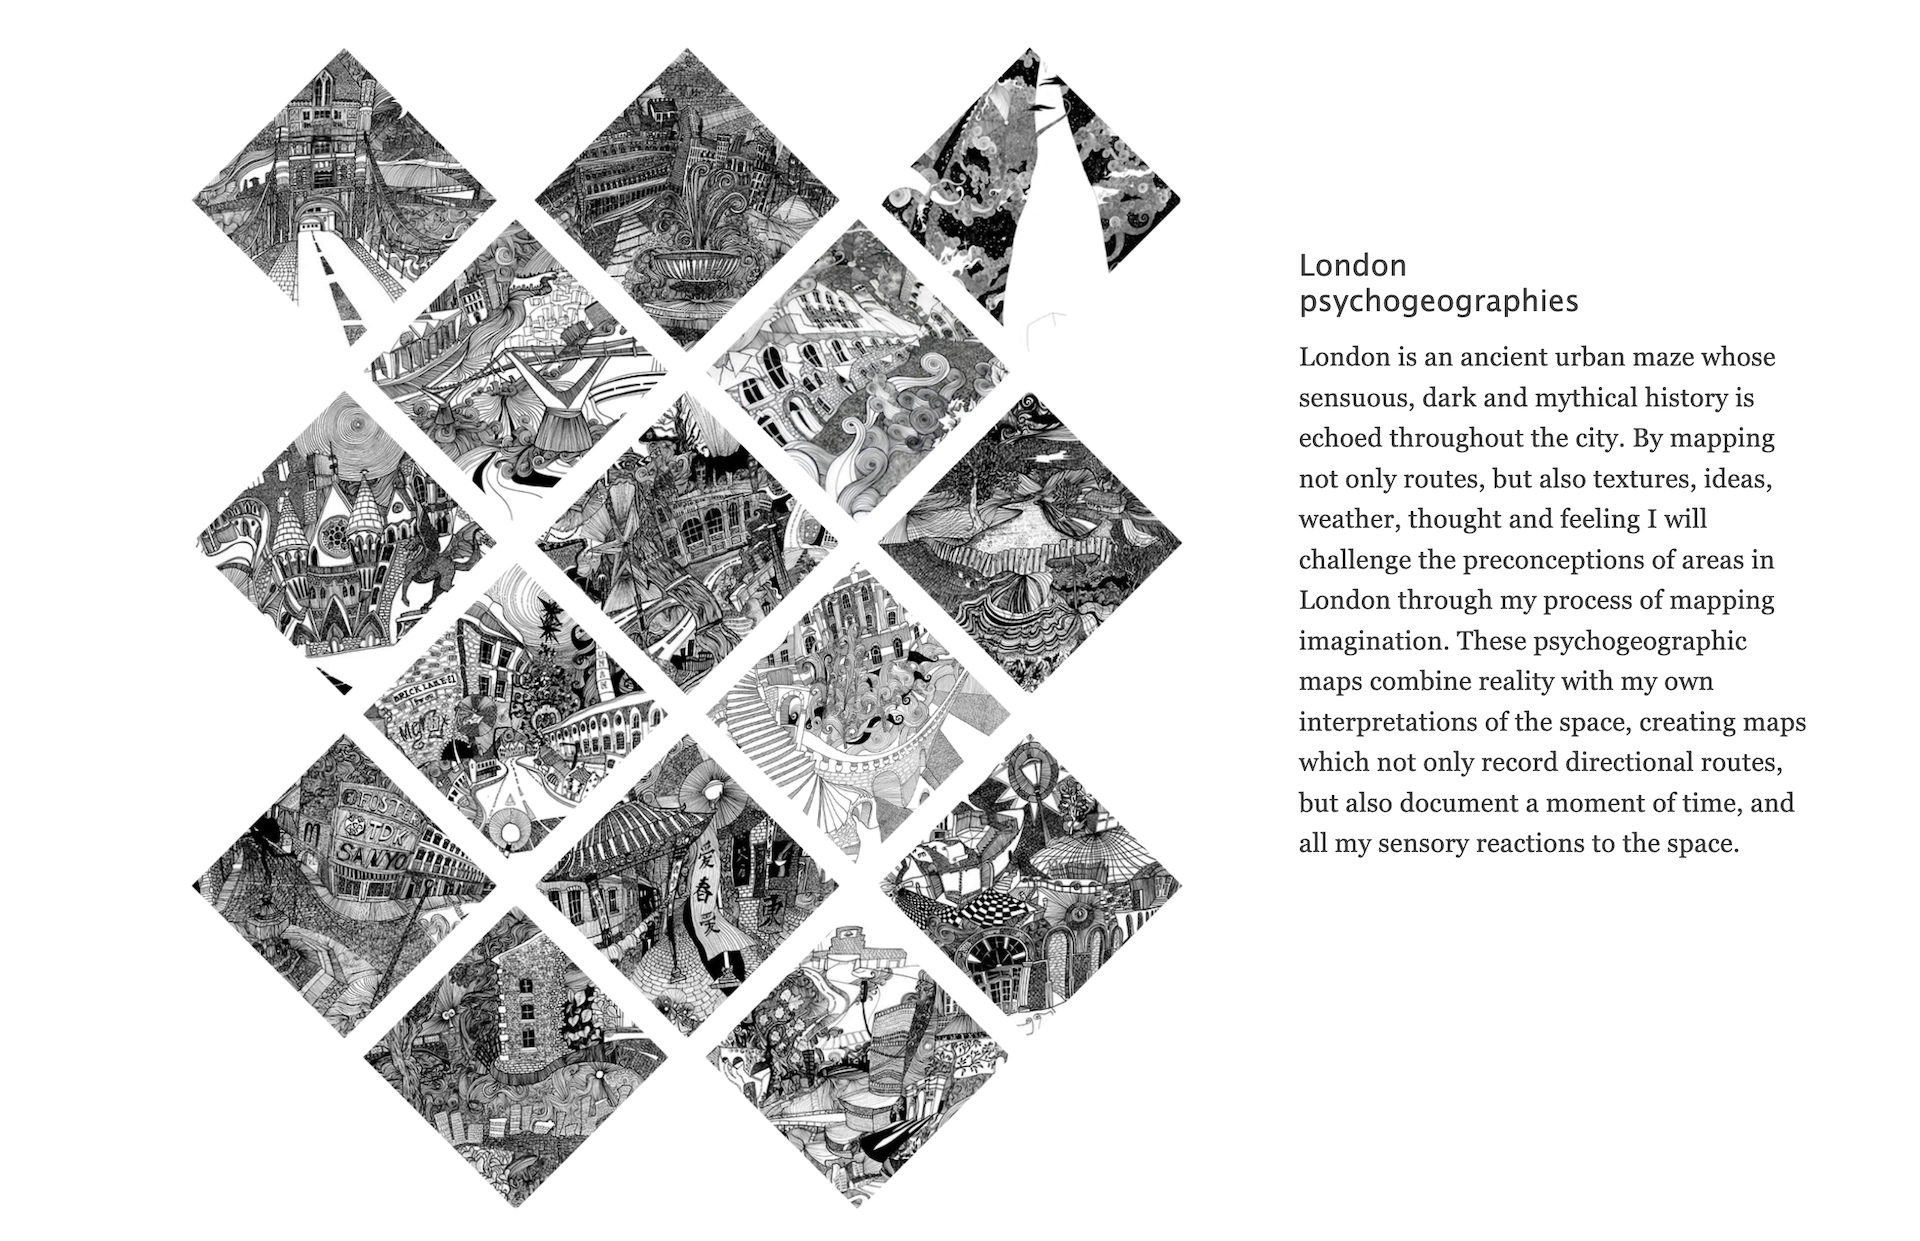 London
psychogeographies
London is an ancient urban maze whose
sensuous, dark and mythical history is
echoed throughout the city. By mapping
not only routes, but also textures, ideas,
weather, thought and feeling I will
challenge the preconceptions of areas in
London through my process of mapping
imagination. These psychogeographic
maps combine reality with my own
interpretations of the space, creating maps
which not only record directional routes,
but also document a moment of time, and
all my sensory reactions to the space.
BRICK LANE
FOSTER
TDK
SANYO
愛
春